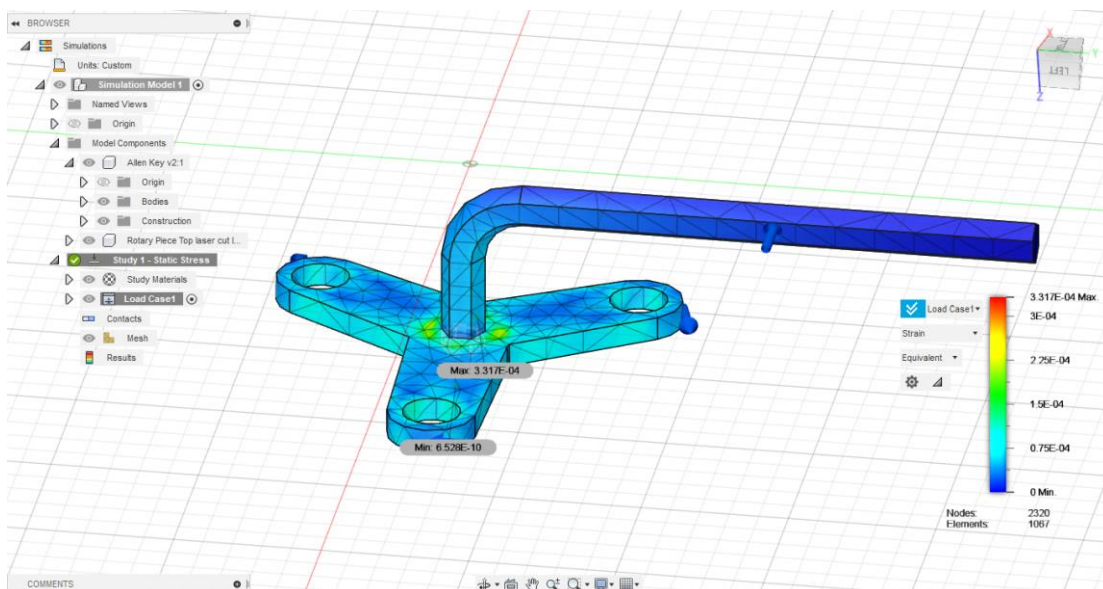 BROWSER
Simulations
Units: Custom
Simulation Model 1
Named Views
Origin
Model Components
Allen Key v2:1
Origin
Bodies
Construction
Rotary Piece Top laser cut l...
Study 1 - Static Stress
Study Materials
Load Case1
Contacts
Mesh
Results
X
Y
LEFT
Z
Max: 3.317E-04
Min: 6.528E-10
Load Case1
Strain
Equivalent
3.317E-04 Max.
3E-04
2.25E-04
1.5E-04
0.75E-04
0 Min.
Nodes: 2320
Elements: 1067
COMMENTS